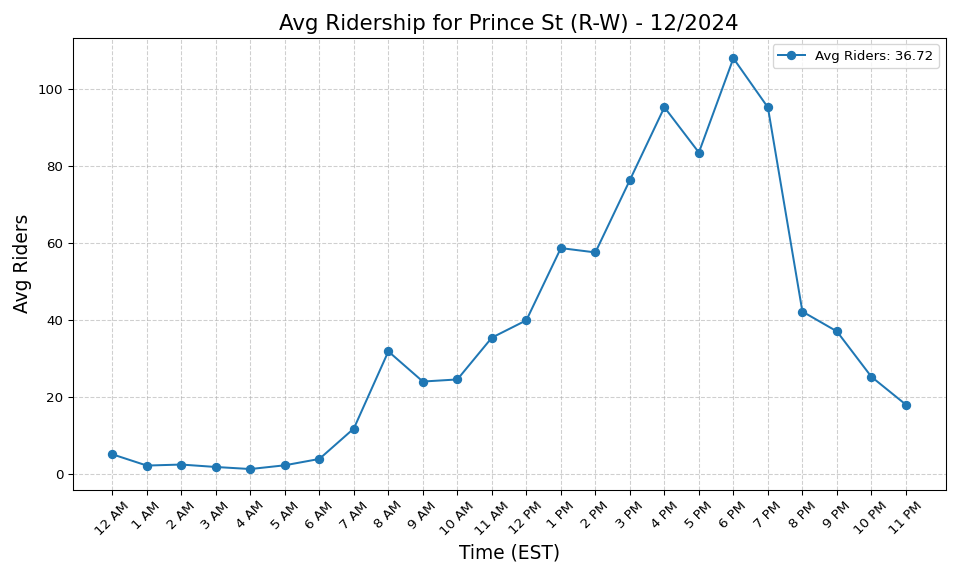 Avg Ridership for Prince St (R-W) - 12/2024
Avg Riders: 36.72
Avg Riders
100
80
60
40
20
0
12 AM
1 AM
2 AM
3 AM
4 AM
5 AM
6 AM
7 AM
8 AM
9 AM
10 AM
11 AM
12 PM
1 PM
2 PM
3 PM
4 PM
5 PM
6 PM
7 PM
8 PM
9 PM
10 PM
11 PM
Time (EST)